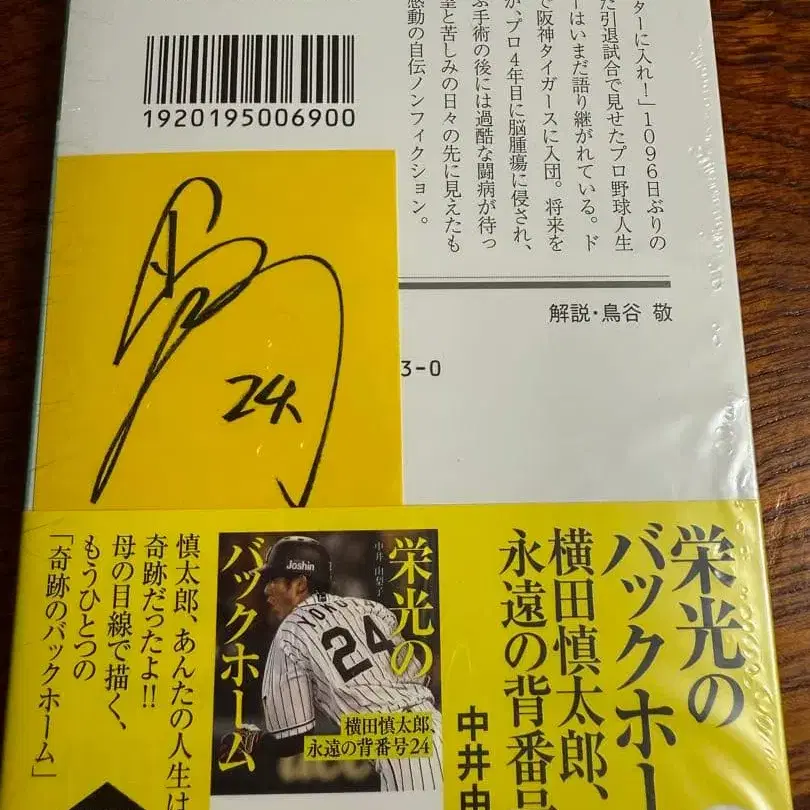 ターに入れ！」1096日ぶりの
た引退試合で見せたプロ野球人生
ーはいまだ語り継がれている。ド
で阪神タイガースに入団。将来を
が、プロ4年目に脳腫瘍に侵され、
ぶ手術の後には過酷な闘病が待っ
望と苦しみの日々の先に見えたも
感動の自伝ノンフィクション。
1920195006900
解説・鳥谷 敬
3-0
24
栄光の
バックホー
横田慎太郎、
永遠の背番号
中井由
栄光の
バックホーム
中井由梨子
Joshin
YOKO
24
横田慎太郎、
永遠の背番号24
慎太郎、あんたの人生は
奇跡だったよ!!
母の目線で描く、
もうひとつの
「奇跡のバックホーム」